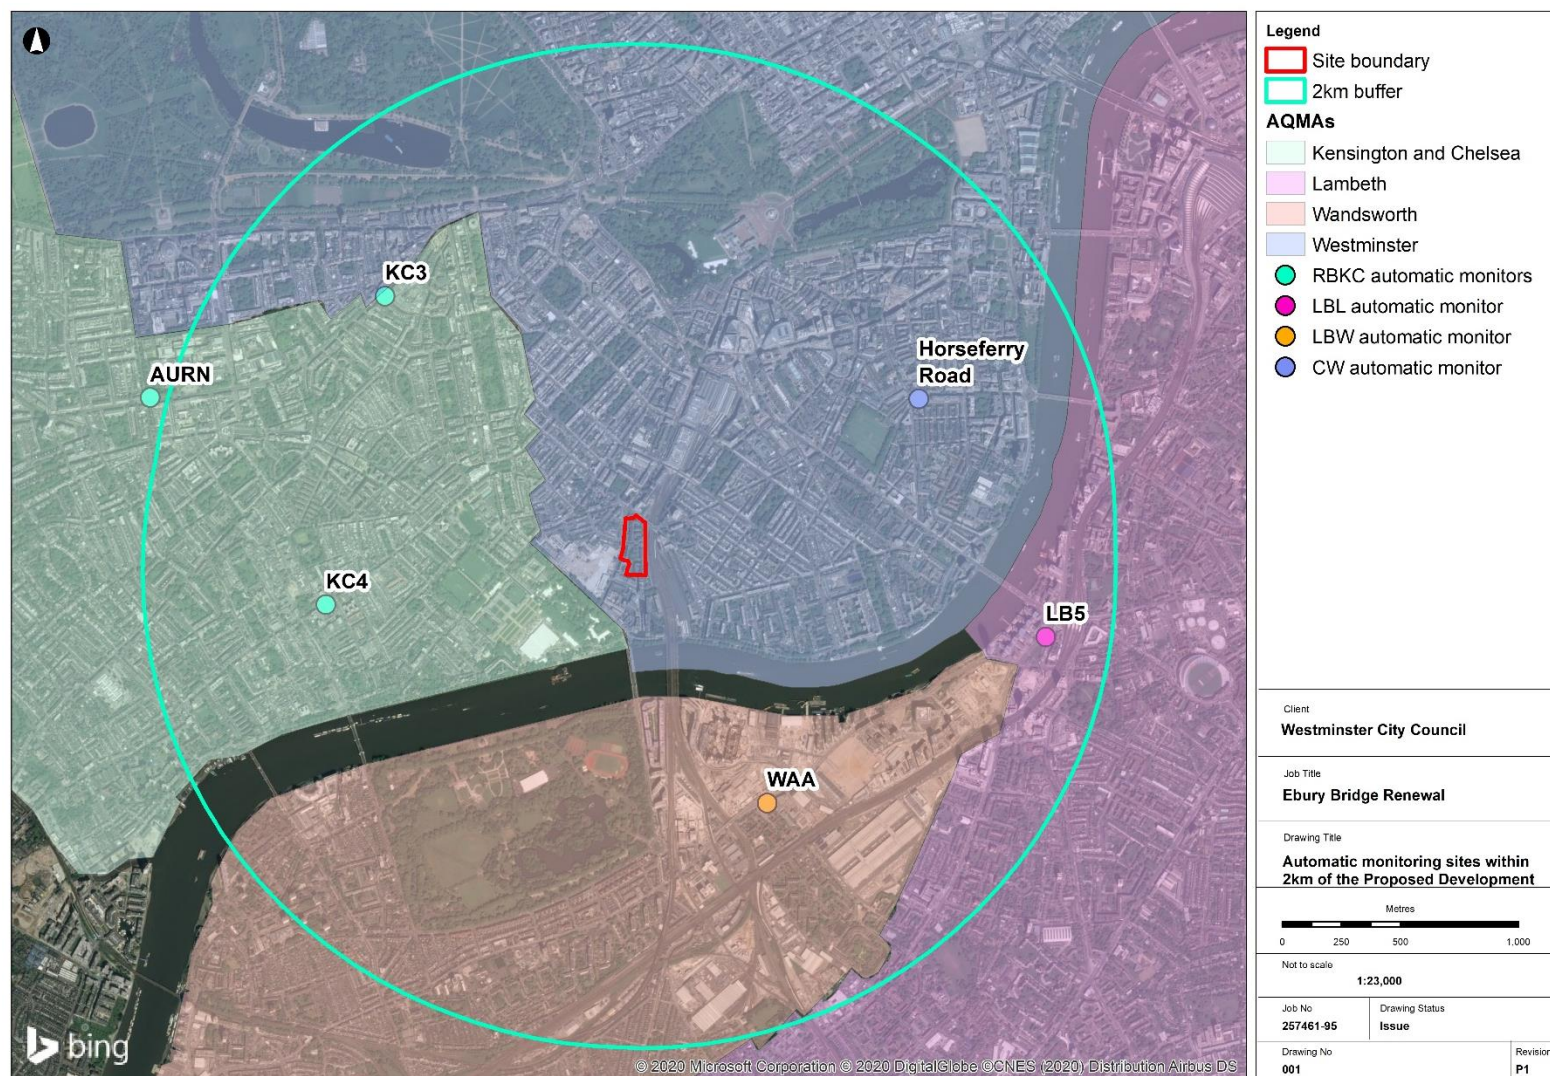 KC3
AURN
Horseferry
Road
KC4
LB5
WAA
bing
© 2020 Microsoft Corporation © 2020 DigitalGlobe ©CNES (2020) Distribution Airbus DS
Legend
Site boundary
2km buffer
AQMAs
Kensington and Chelsea
Lambeth
Wandsworth
Westminster
RBKC automatic monitors
LBL automatic monitor
LBW automatic monitor
CW automatic monitor
Client
Westminster City Council
Job Title
Ebury Bridge Renewal
Drawing Title
Automatic monitoring sites within
2km of the Proposed Development
Metres
0 250 500 1,000
Not to scale
1:23,000
Job No Drawing Status
257461-95 Issue
Drawing No Revision
001 P1